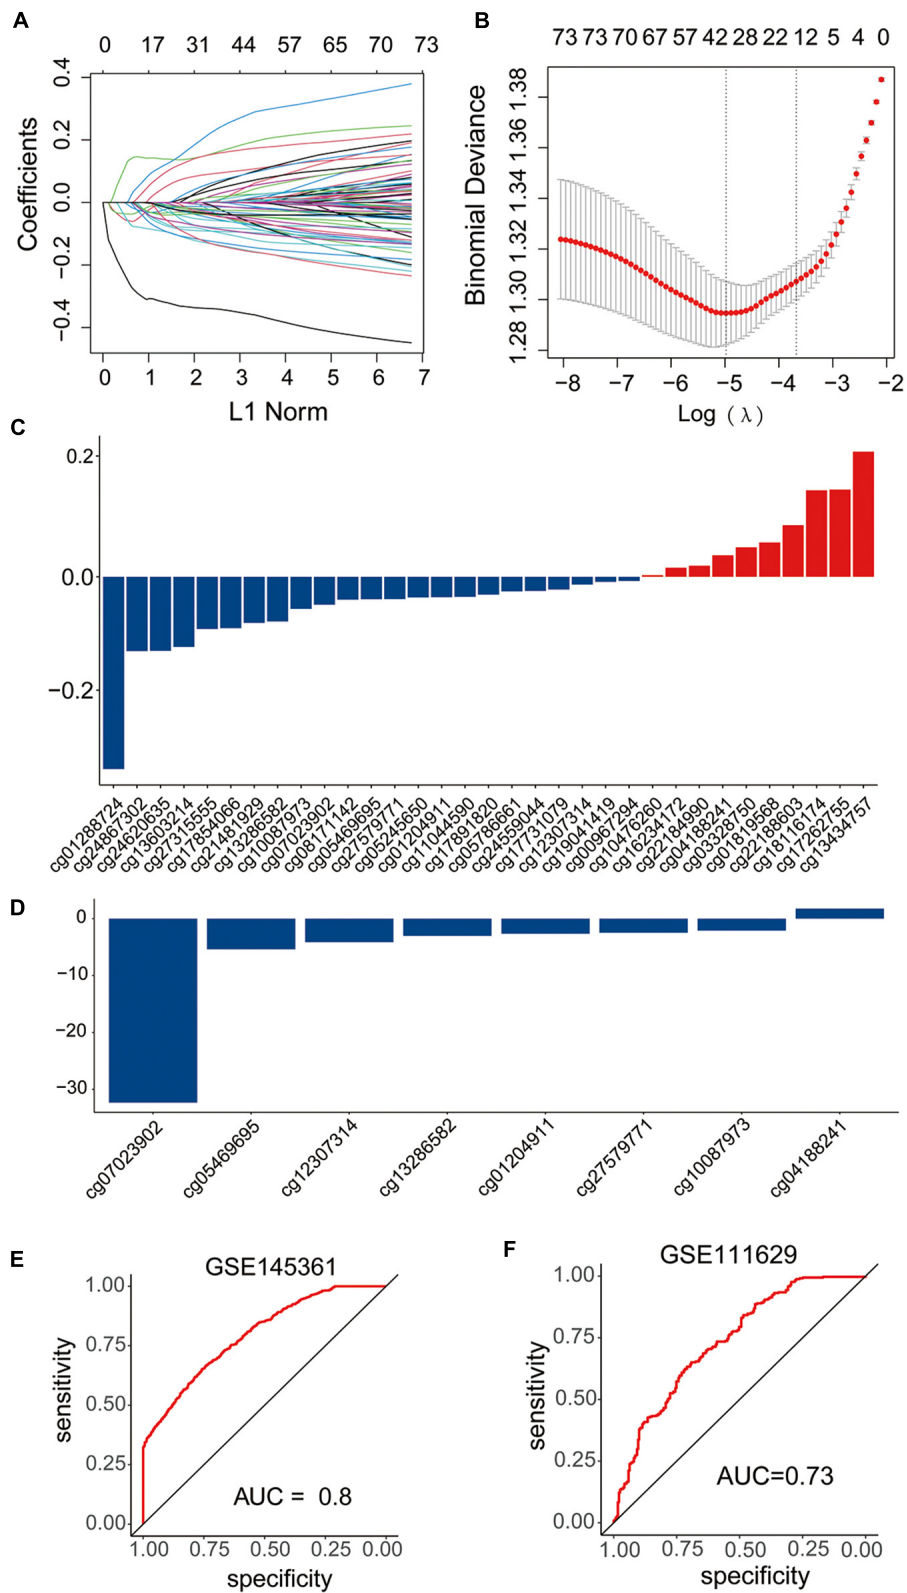 A
0 17 31 44 57 65 70 73
0.4
0.2
0.0
−0.2
−0.4
Coefficients
0 1 2 3 4 5 6 7
L1 Norm
B
73 73 70 67 57 42 28 22 12 5 4 0
1.38
1.36
1.34
1.32
1.30
1.28
Binomial Deviance
−8 −7 −6 −5 −4 −3 −2
Log (λ)
C
0.2
0.0
−0.2
cg01288724
cg24867302
cg24620635
cg13603214
cg27315555
cg17854066
cg21481929
cg13286582
cg10087973
cg07023902
cg08171142
cg05469695
cg27579771
cg05245650
cg01204911
cg11044590
cg17891820
cg05786661
cg24559044
cg17731079
cg12307314
cg19041419
cg00967294
cg10476260
cg16234172
cg22184990
cg04188241
cg03328750
cg01819568
cg22188603
cg18116174
cg17262755
cg13434757
D
0
−10
−20
−30
cg07023902
cg05469695
cg12307314
cg13286582
cg01204911
cg27579771
cg10087973
cg04188241
E
GSE145361
1.00
0.75
0.50
0.25
0.00
sensitivity
AUC = 0.8
1.00 0.75 0.50 0.25 0.00
specificity
F
GSE111629
1.00
0.75
0.50
0.25
0.00
sensitivity
AUC=0.73
1.00 0.75 0.50 0.25 0.00
specificity